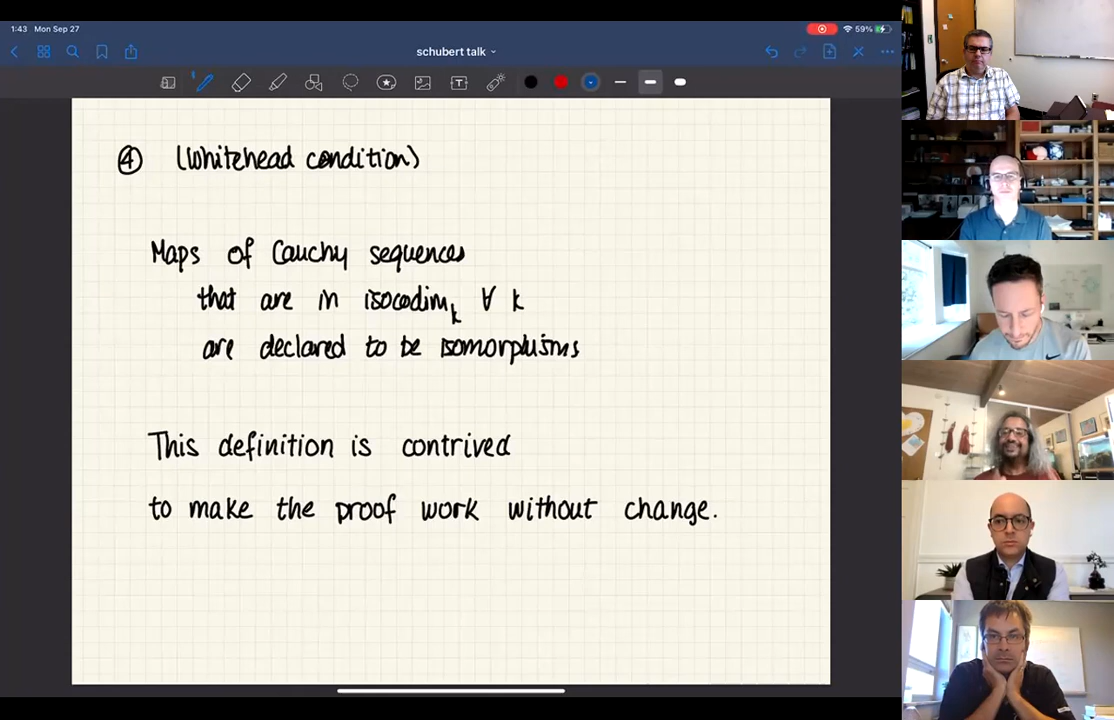 1:43 Mon Sep 27
59%
schubert talk
④ (Whitehead condition)
Maps of Cauchy sequences
that are in isocodimₖ ∀ k
are declared to be isomorphisms
This definition is contrived
to make the proof work without change.